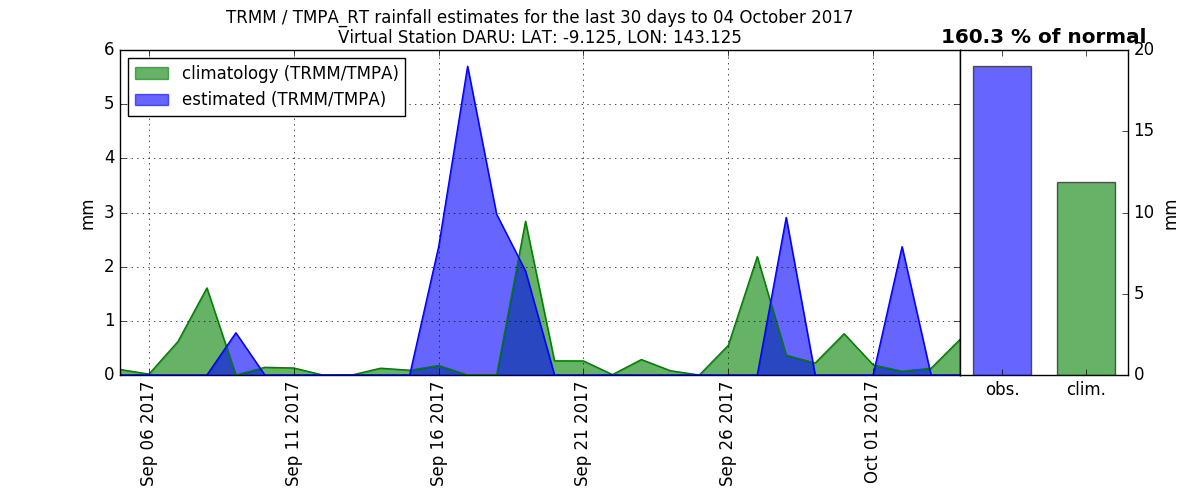 TRMM / TMPA_RT rainfall estimates for the last 30 days to 04 October 2017
Virtual Station DARU: LAT: -9.125, LON: 143.125
160.3 % of normal
climatology (TRMM/TMPA)
estimated (TRMM/TMPA)
6
5
4
3
2
1
0
mm
Sep 06 2017
Sep 11 2017
Sep 16 2017
Sep 21 2017
Sep 26 2017
Oct 01 2017
20
15
10
5
0
mm
obs.
clim.